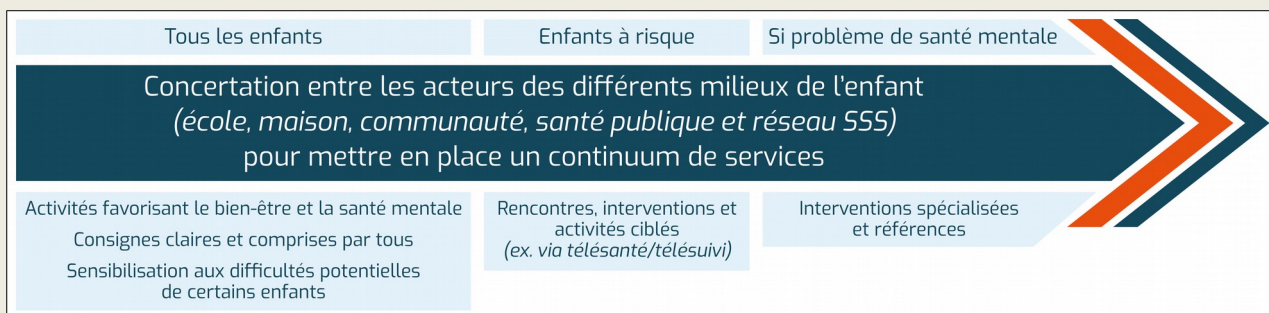 Tous les enfants
Enfants à risque
Si problème de santé mentale
Concertation entre les acteurs des différents milieux de l'enfant
(école, maison, communauté, santé publique et réseau SSS)
pour mettre en place un continuum de services
Activités favorisant le bien-être et la santé mentale
Consignes claires et comprises par tous
Sensibilisation aux difficultés potentielles
de certains enfants
Rencontres, interventions et
activités ciblés
(ex. via télésanté/télésuivi)
Interventions spécialisées
et références